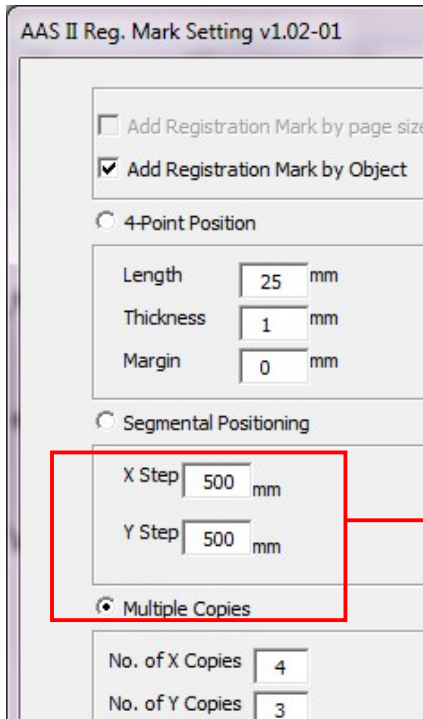 AAS II Reg. Mark Setting v1.02-01
Add Registration Mark by page size
Add Registration Mark by Object
4-Point Position
Length 25 mm
Thickness 1 mm
Margin 0 mm
Segmental Positioning
X Step 500 mm
Y Step 500 mm
Multiple Copies
No. of X Copies 4
No. of Y Copies 3